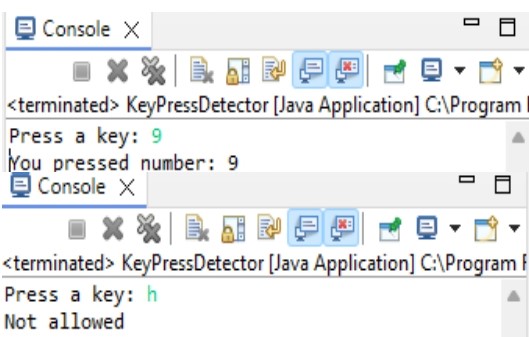 Console
<terminated> KeyPressDetector [Java Application] C:\Program
Press a key: 9
You pressed number: 9
Console
<terminated> KeyPressDetector [Java Application] C:\Program
Press a key: h
Not allowed